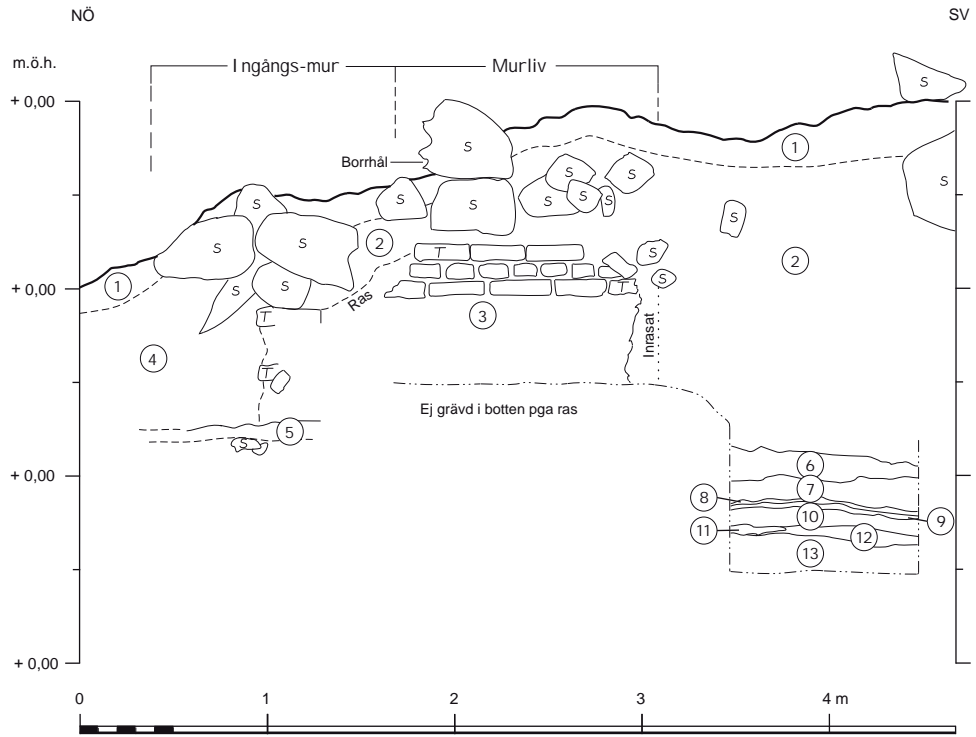 NÖ
SV
m.ö.h.
Ingångs-mur
Murliv
S
+ 0,00
1
Borrhål
S
S
S
S
S
S
S
S
S
S
S
S
S
2
T
S
2
S
S
+ 0,00
1
S
S
Ras
T
S
T
3
Inrasat
4
T
Ej grävd i botten pga ras
5
S
6
+ 0,00
7
8
10
9
11
12
13
+ 0,00
0
1
2
3
4 m